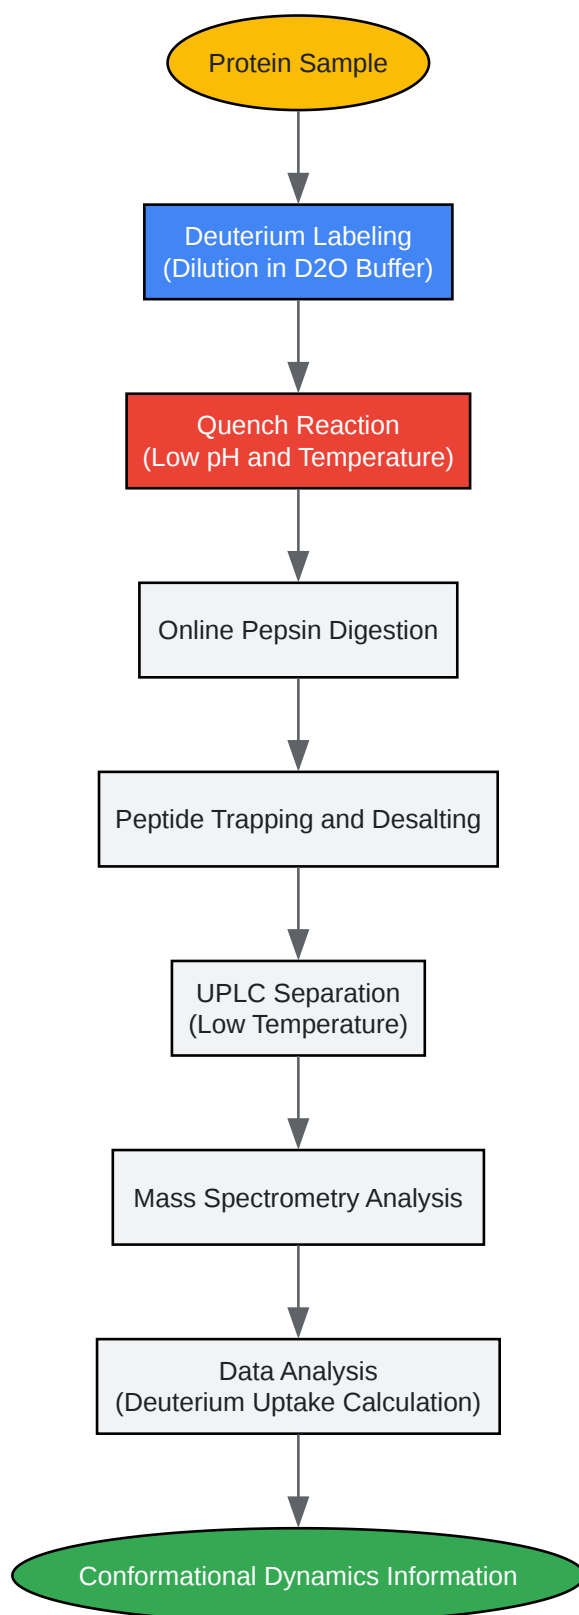 Protein Sample
Deuterium Labeling
(Dilution in D2O Buffer)
Quench Reaction
(Low pH and Temperature)
Online Pepsin Digestion
Peptide Trapping and Desalting
UPLC Separation
(Low Temperature)
Mass Spectrometry Analysis
Data Analysis
(Deuterium Uptake Calculation)
Conformational Dynamics Information